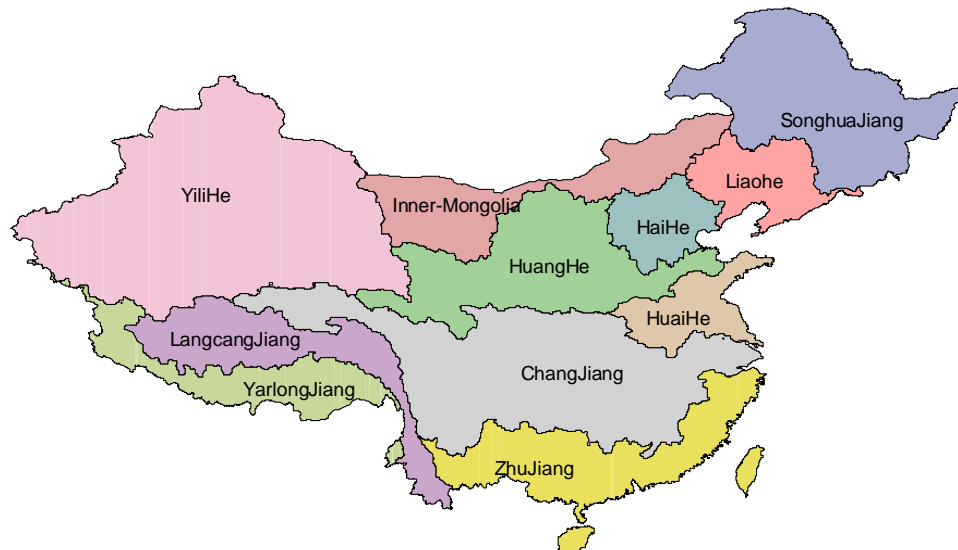 SonghuaJiang
Liaohe
YiliHe
Inner-Mongolia
HaiHe
HuangHe
HuaiHe
LangcangJiang
ChangJiang
YarlongJiang
ZhuJiang